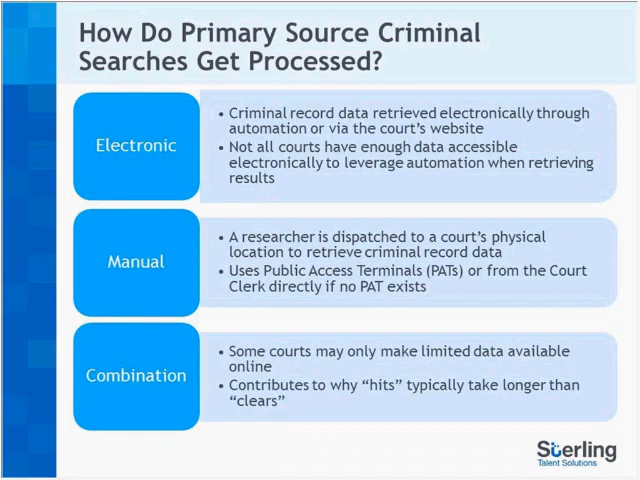 How Do Primary Source Criminal
Searches Get Processed?
Electronic
• Criminal record data retrieved electronically through
automation or via the court's website
• Not all courts have enough data accessible
electronically to leverage automation when retrieving
results
Manual
• A researcher is dispatched to a court's physical
location to retrieve criminal record data
• Uses Public Access Terminals (PATs) or from the Court
Clerk directly if no PAT exists
Combination
• Some courts may only make limited data available
online
• Contributes to why “hits” typically take longer than
“clears”
Sterling
Talent Solutions